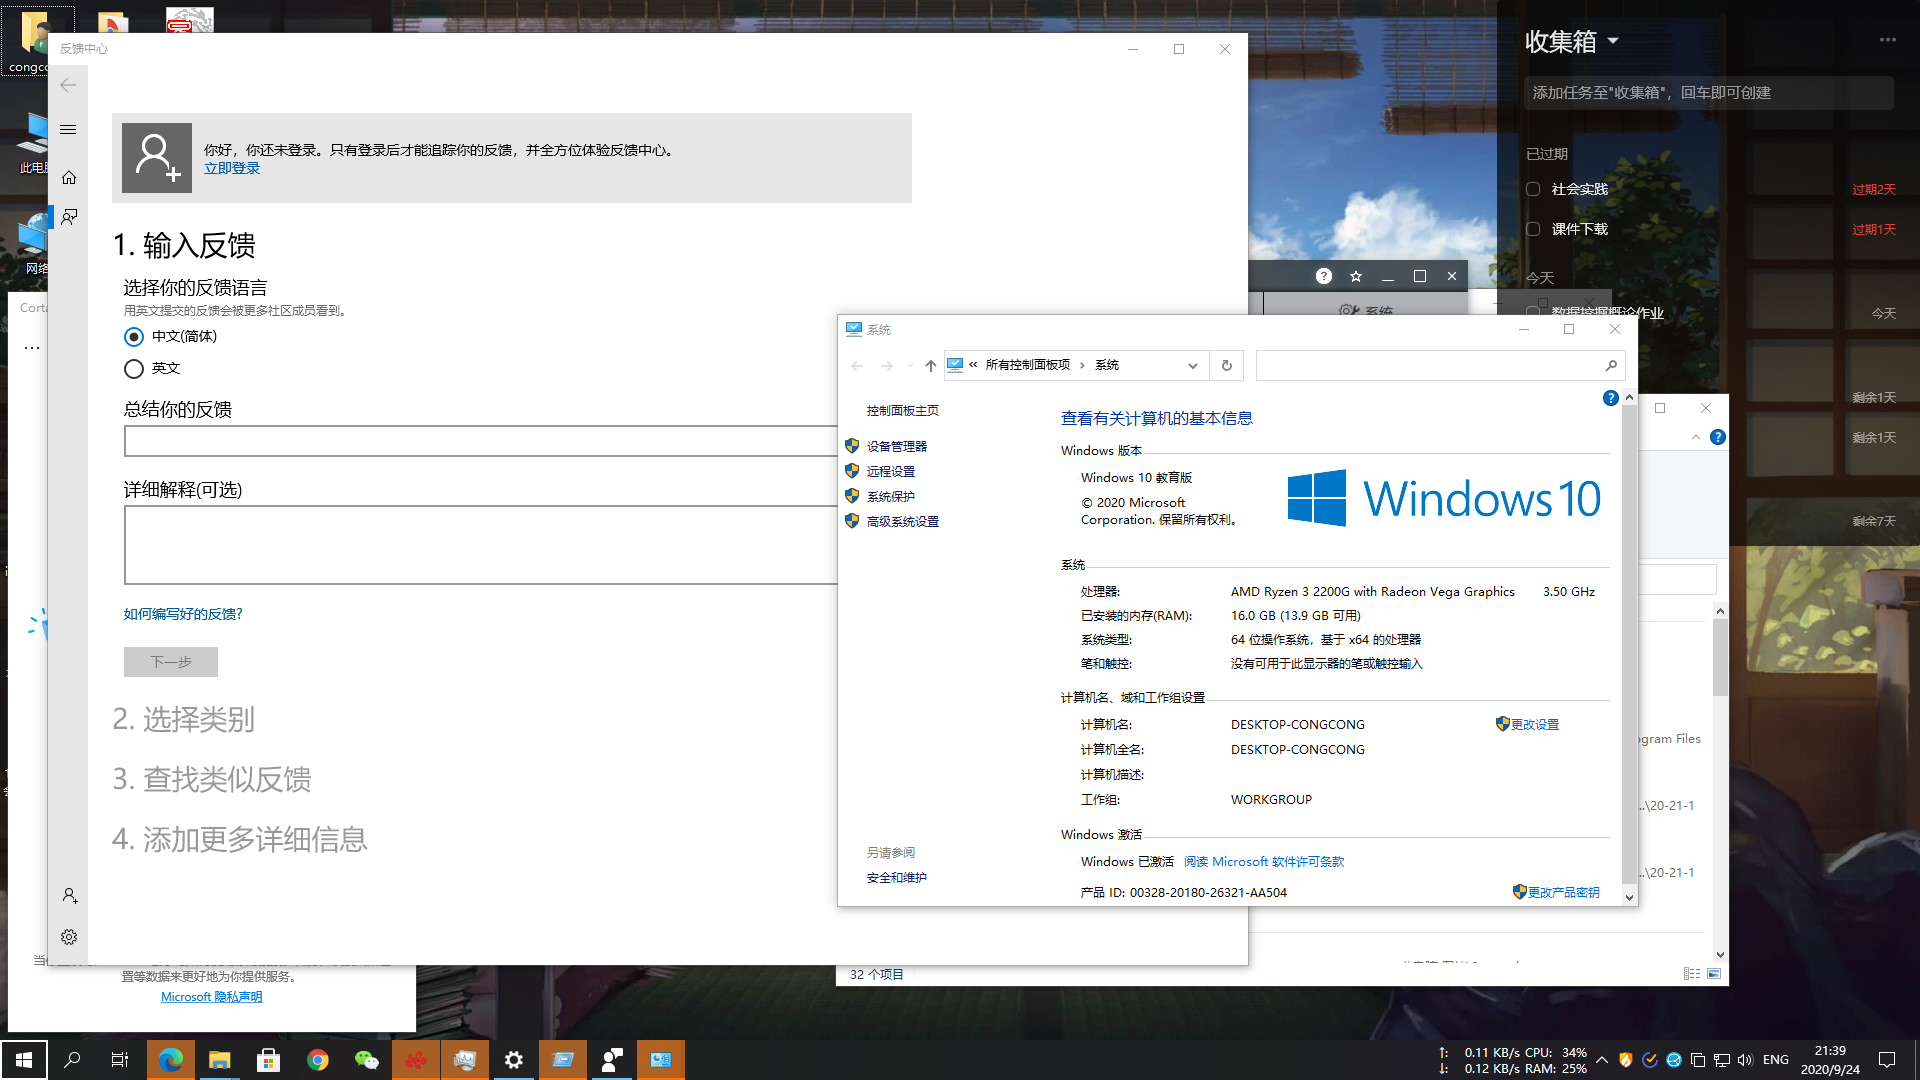 congco
此电脑
网络
反馈中心
你好，你还未登录。只有登录后才能追踪你的反馈，并全方位体验反馈中心。
立即登录
1. 输入反馈
选择你的反馈语言
用英文提交的反馈会被更多社区成员看到。
中文(简体)
英文
总结你的反馈
详细解释(可选)
如何编写好的反馈?
下一步
2. 选择类别
3. 查找类似反馈
4. 添加更多详细信息
Corta
置等数据来更好地为你提供服务。
Microsoft 隐私声明
系统
系统
所有控制面板项
系统
控制面板主页
设备管理器
远程设置
系统保护
高级系统设置
另请参阅
安全和维护
查看有关计算机的基本信息
Windows 版本
Windows 10 教育版
© 2020 Microsoft
Corporation. 保留所有权利。
Windows 10
系统
处理器: AMD Ryzen 3 2200G with Radeon Vega Graphics 3.50 GHz
已安装的内存(RAM): 16.0 GB (13.9 GB 可用)
系统类型: 64 位操作系统，基于 x64 的处理器
笔和触控: 没有可用于此显示器的笔或触控输入
计算机名、域和工作组设置
计算机名: DESKTOP-CONGCONG 更改设置
计算机全名: DESKTOP-CONGCONG
计算机描述:
工作组: WORKGROUP
Windows 激活
Windows 已激活 阅读 Microsoft 软件许可条款
产品 ID: 00328-20180-26321-AA504 更改产品密钥
ogram Files
..\20-21-1
..\20-21-1
32 个项目
收集箱
添加任务至"收集箱"，回车即可创建
已过期
社会实践 过期2天
课件下载 过期1天
今天
数据挖掘概论作业 今天
剩余1天
剩余1天
剩余7天
↑: 0.11 KB/s CPU: 34%
↓: 0.12 KB/s RAM: 25%
ENG
21:39
2020/9/24